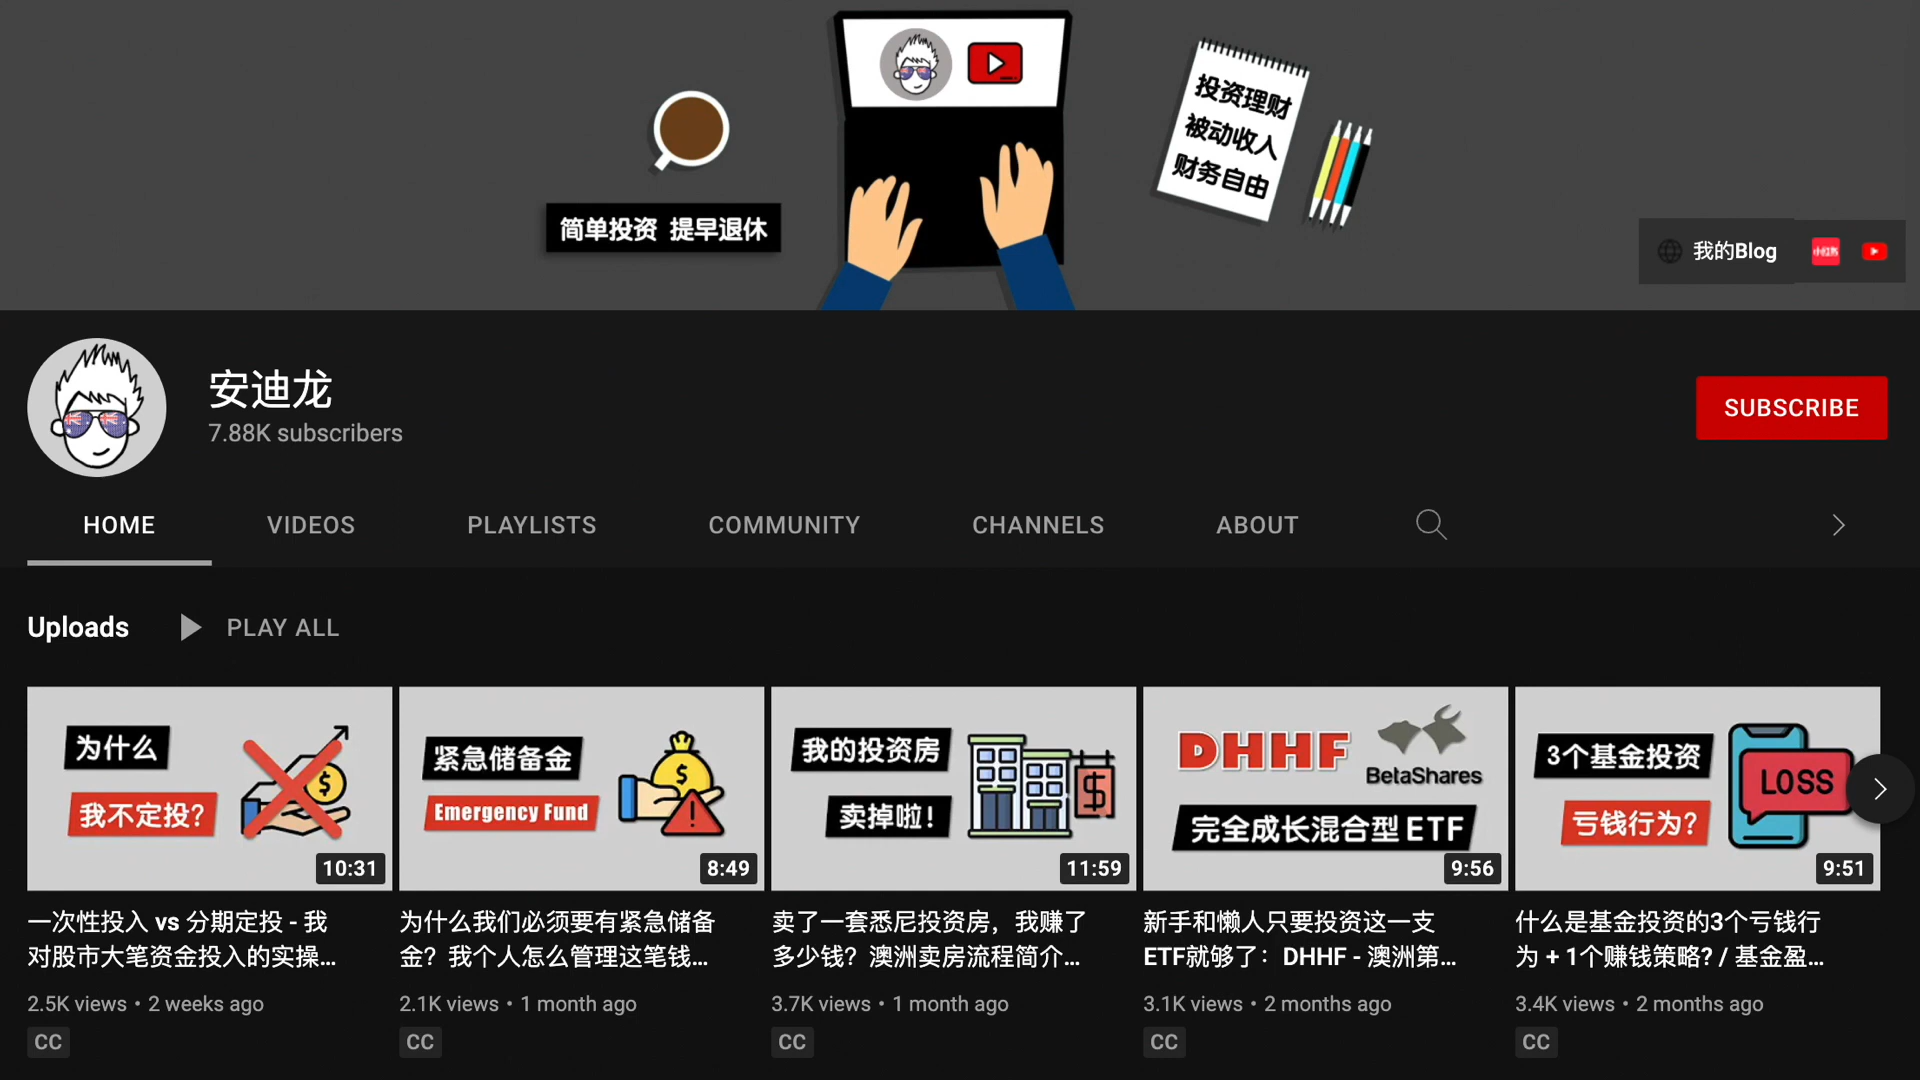 投资理财
被动收入
财务自由
简单投资 提早退休
我的Blog
小红书
安迪龙
7.88K subscribers
SUBSCRIBE
HOME VIDEOS PLAYLISTS COMMUNITY CHANNELS ABOUT
Uploads PLAY ALL
为什么
我不定投?
10:31
紧急储备金
Emergency Fund
8:49
我的投资房
卖掉啦!
11:59
DHHF
BetaShares
完全成长混合型 ETF
9:56
3个基金投资
亏钱行为?
LOSS
9:51
一次性投入 vs 分期定投 - 我
对股市大笔资金投入的实操...
2.5K views • 2 weeks ago
CC
为什么我们必须要有紧急储备
金？我个人怎么管理这笔钱...
2.1K views • 1 month ago
CC
卖了一套悉尼投资房，我赚了
多少钱？澳洲卖房流程简介...
3.7K views • 1 month ago
CC
新手和懒人只要投资这一支
ETF就够了：DHHF - 澳洲第...
3.1K views • 2 months ago
CC
什么是基金投资的3个亏钱行
为 + 1个赚钱策略? / 基金盈...
3.4K views • 2 months ago
CC